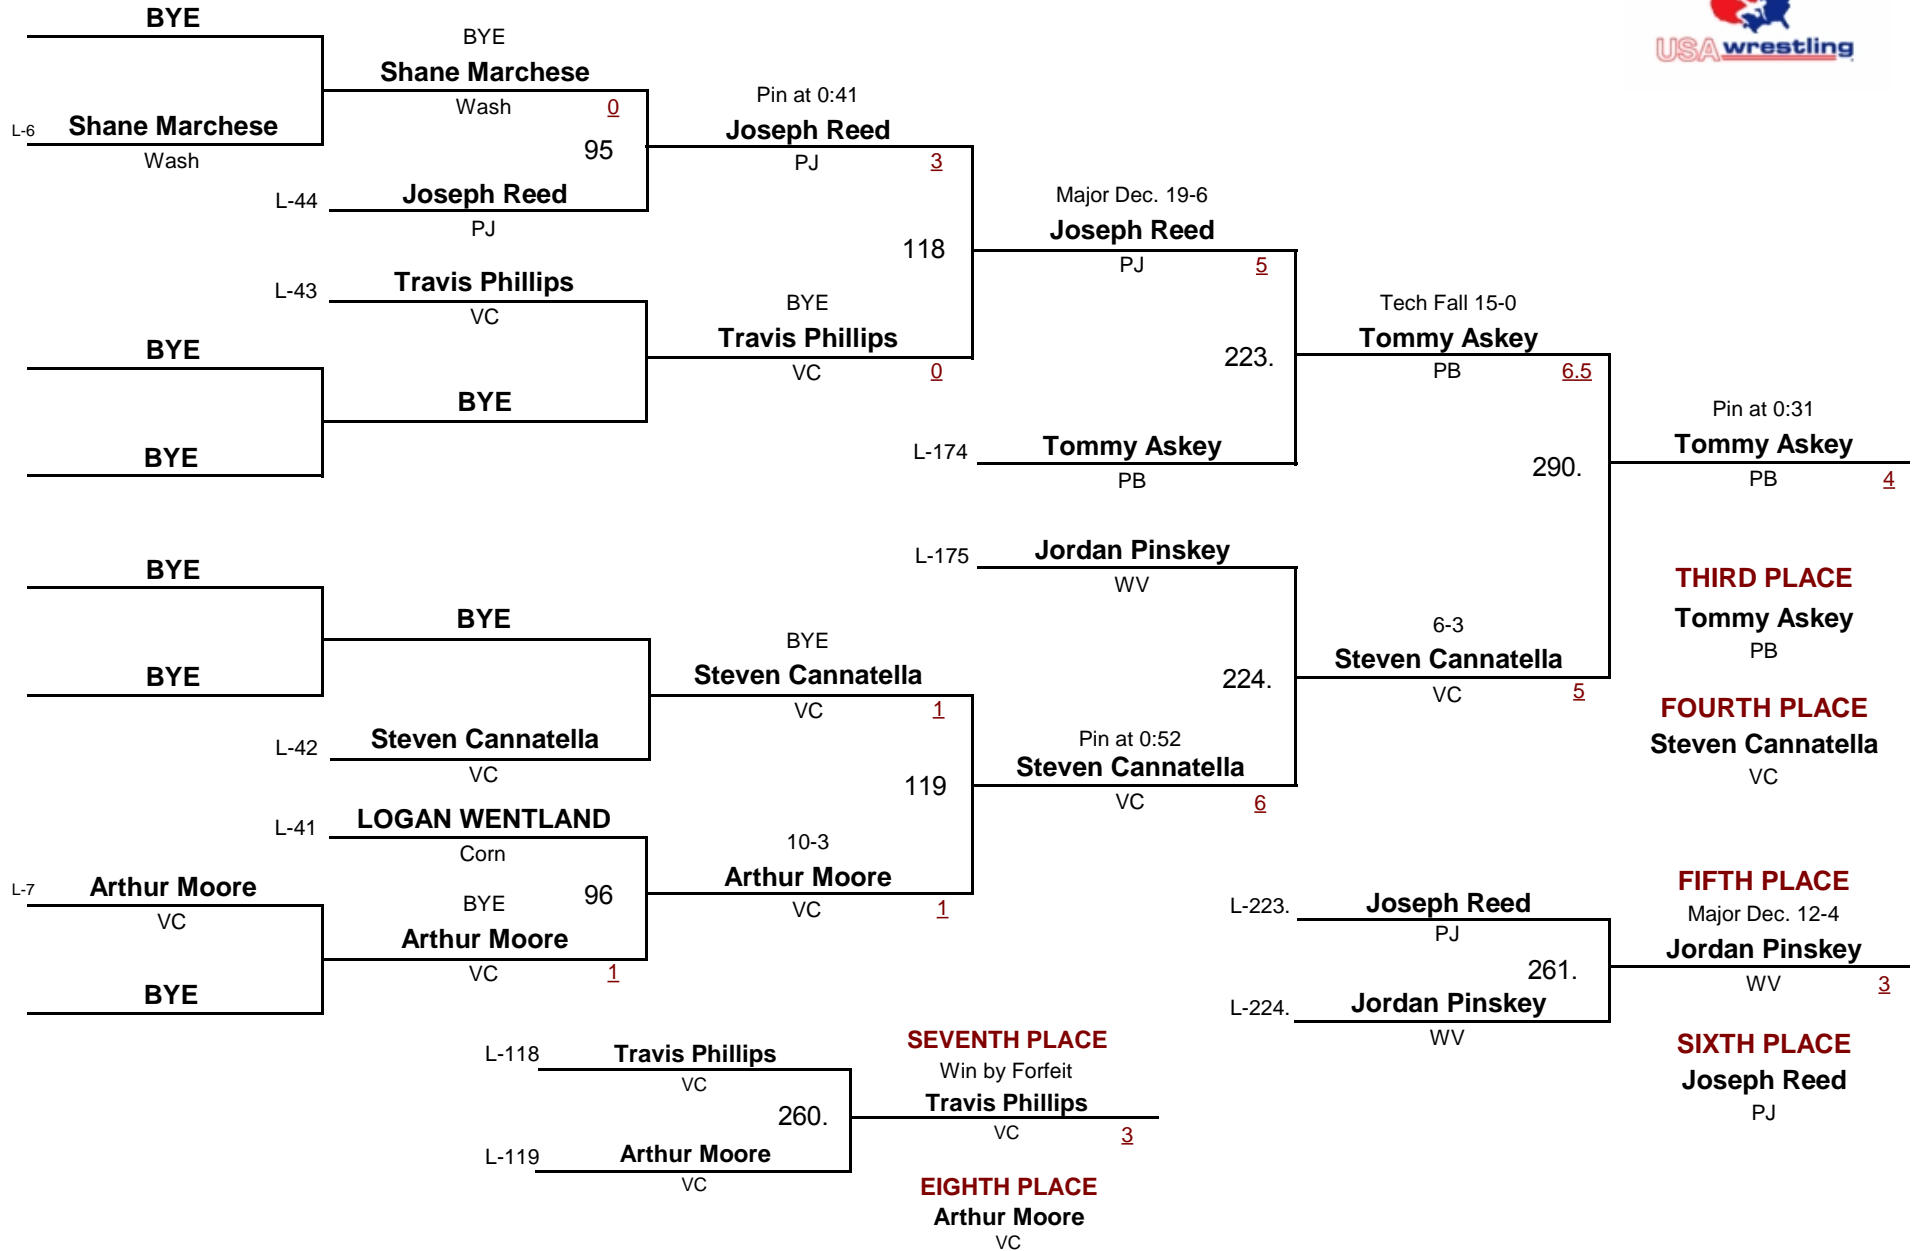 BYE
USA wrestling
BYE
Shane Marchese
Wash 0
Pin at 0:41
L-6 Shane Marchese
Wash
95
Joseph Reed
PJ 3
L-44 Joseph Reed
PJ
Major Dec. 19-6
Joseph Reed
PJ 5
118
L-43 Travis Phillips
VC
BYE
Travis Phillips
VC 0
Tech Fall 15-0
Tommy Askey
PB 6.5
BYE
223.
BYE
BYE
L-174 Tommy Askey
PB
Pin at 0:31
Tommy Askey
PB 4
290.
L-175 Jordan Pinskey
WV
BYE
BYE
BYE
BYE
Steven Cannatella
VC 1
6-3
Steven Cannatella
VC 5
224.
THIRD PLACE
Tommy Askey
PB
FOURTH PLACE
Steven Cannatella
VC
L-42 Steven Cannatella
VC
Pin at 0:52
Steven Cannatella
VC 6
119
L-41 LOGAN WENTLAND
Corn
10-3
Arthur Moore
VC 1
L-7 Arthur Moore
VC
BYE
96
Arthur Moore
VC 1
BYE
L-223. Joseph Reed
PJ
261.
L-224. Jordan Pinskey
WV
FIFTH PLACE
Major Dec. 12-4
Jordan Pinskey
WV 3
SIXTH PLACE
Joseph Reed
PJ
L-118 Travis Phillips
VC
260.
L-119 Arthur Moore
VC
SEVENTH PLACE
Win by Forfeit
Travis Phillips
VC 3
EIGHTH PLACE
Arthur Moore
VC